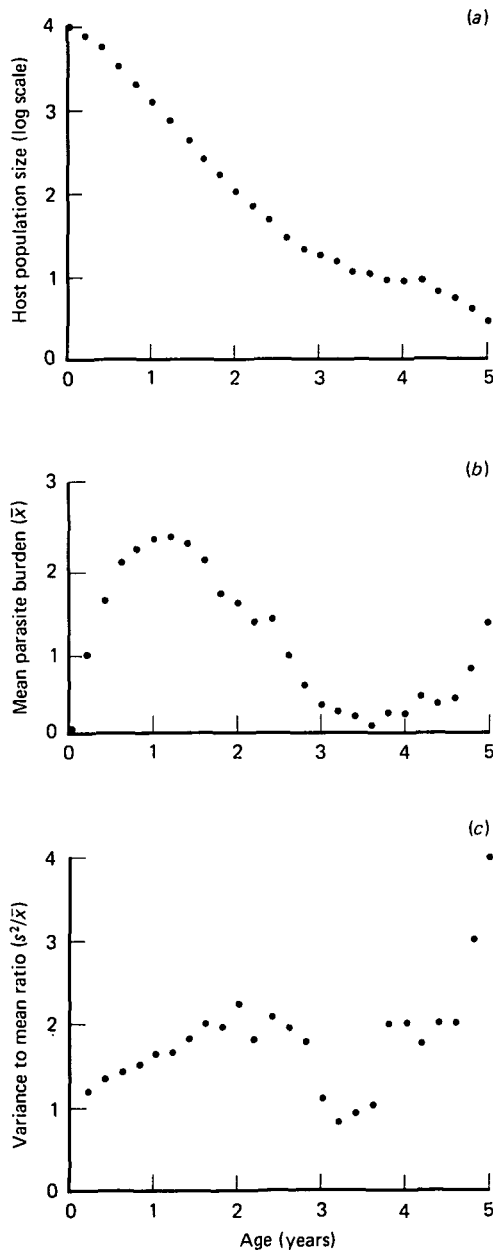 (a)
Host population size (log scale)
4
3
2
1
0
0 1 2 3 4 5
(b)
Mean parasite burden (x̄)
3
2
1
0
0 1 2 3 4 5
(c)
Variance to mean ratio (s²/x̄)
4
3
2
1
0
0 1 2 3 4 5
Age (years)